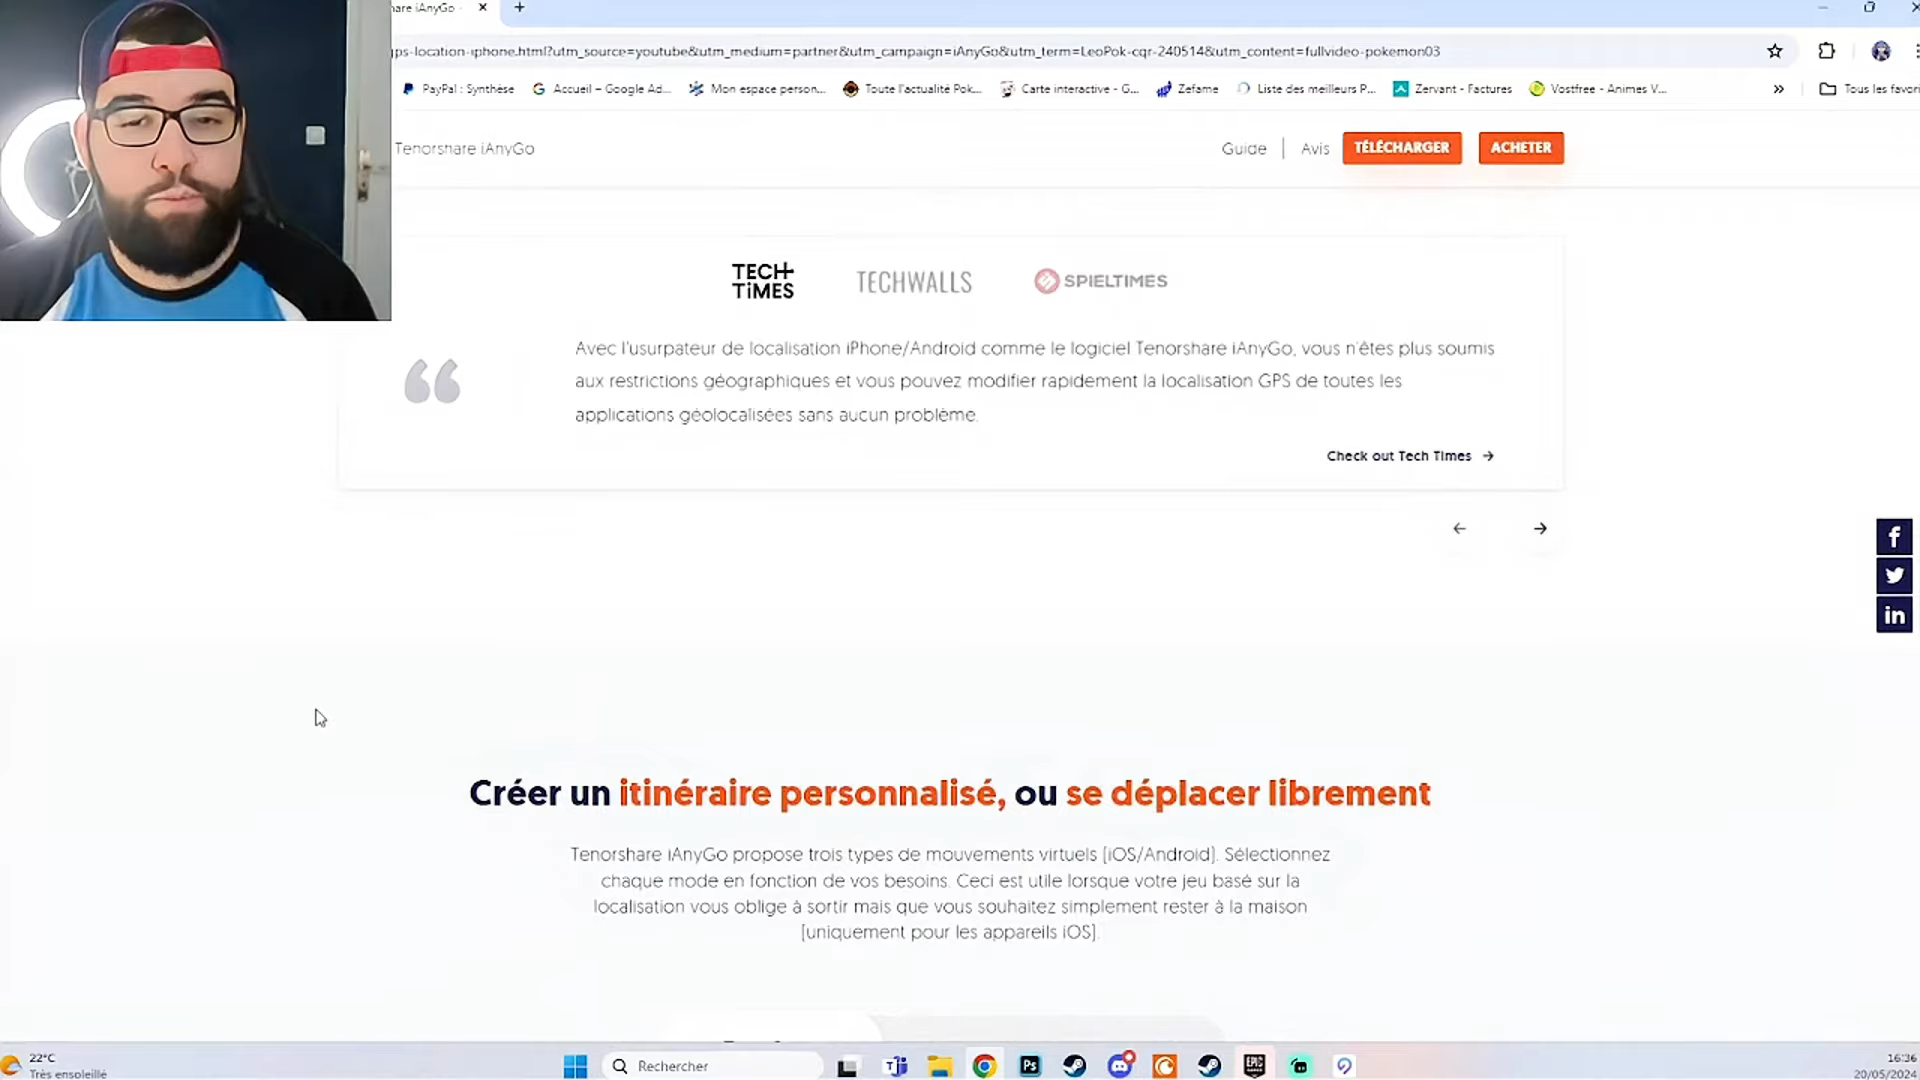 are iAnyGo -
gps-location-iphone.html?utm_source=youtube&utm_medium=partner&utm_campaign=iAnyGo&utm_term=LeoPok-cqr-240514&utm_content=fullvideo-pokemon03
PayPal : Synthèse Accueil – Google Ad... Mon espace person... Toute l'actualité Pok... Carte interactive - G... Zefame Liste des meilleurs P... Zervant - Factures Vostfree - Animes V... » Tous les favori
Tenorshare iAnyGo Guide Avis TÉLÉCHARGER ACHETER
TECH TIMES TECHWALLS SPIELTIMES
Avec l'usurpateur de localisation iPhone/Android comme le logiciel Tenorshare iAnyGo, vous n'êtes plus soumis
aux restrictions géographiques et vous pouvez modifier rapidement la localisation GPS de toutes les
applications géolocalisées sans aucun problème.
Check out Tech Times
Créer un itinéraire personnalisé, ou se déplacer librement
Tenorshare iAnyGo propose trois types de mouvements virtuels (iOS/Android). Sélectionnez
chaque mode en fonction de vos besoins. Ceci est utile lorsque votre jeu basé sur la
localisation vous oblige à sortir mais que vous souhaitez simplement rester à la maison
(uniquement pour les appareils iOS).
22°C
Très ensoleillé
Rechercher
16:36
20/05/2024